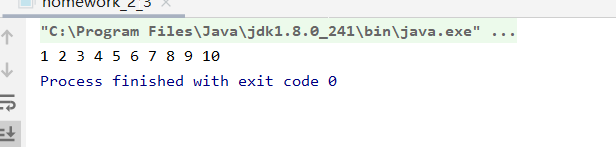 homework_2_3
"C:\Program Files\Java\jdk1.8.0_241\bin\java.exe" ...
1 2 3 4 5 6 7 8 9 10
Process finished with exit code 0